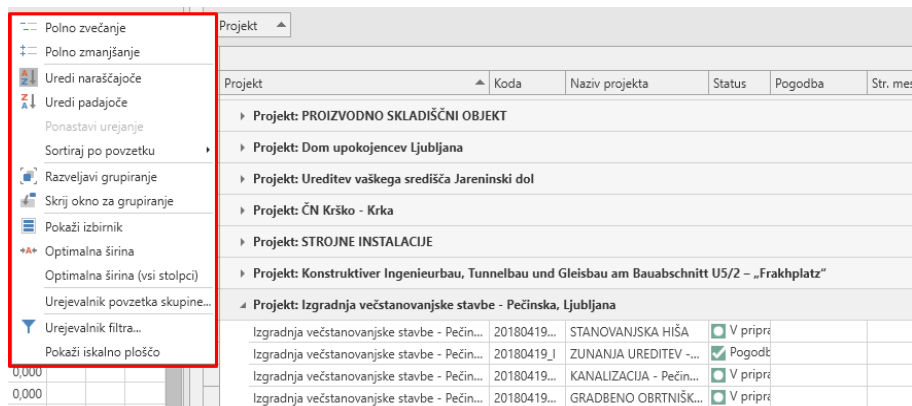 Polno zvečanje
Polno zmanjšanje
Uredi naraščajoče
Uredi padajoče
Ponastavi urejanje
Sortiraj po povzetku
Razveljavi grupiranje
Skrij okno za grupiranje
Pokaži izbirnik
Optimalna širina
Optimalna širina (vsi stolpci)
Urejevalnik povzetka skupine...
Urejevalnik filtra...
Pokaži iskalno ploščo
0,000
0,000
Projekt
Projekt Koda Naziv projekta Status Pogodba Str. mes
Projekt: PROIZVODNO SKLADIŠČNI OBJEKT
Projekt: Dom upokojencev Ljubljana
Projekt: Ureditev vaškega središča Jareninski dol
Projekt: ČN Krško - Krka
Projekt: STROJNE INSTALACIJE
Projekt: Konstruktiver Ingenieurbau, Tunnelbau und Gleisbau am Bauabschnitt U5/2 – „Frakhplatz“
Projekt: Izgradnja večstanovanjske stavbe - Pečinska, Ljubljana
Izgradnja večstanovanjske stavbe - Pečin... 20180419... STANOVANJSKA HIŠA V pripra
Izgradnja večstanovanjske stavbe - Pečin... 20180419_I ZUNANJA UREDITEV -... Pogodb
Izgradnja večstanovanjske stavbe - Pečin... 20180419... KANALIZACIJA - Pečin... V pripra
Izgradnja večstanovanjske stavbe - Pečin... 20180419... GRADBENO OBRTNIŠK... V pripra